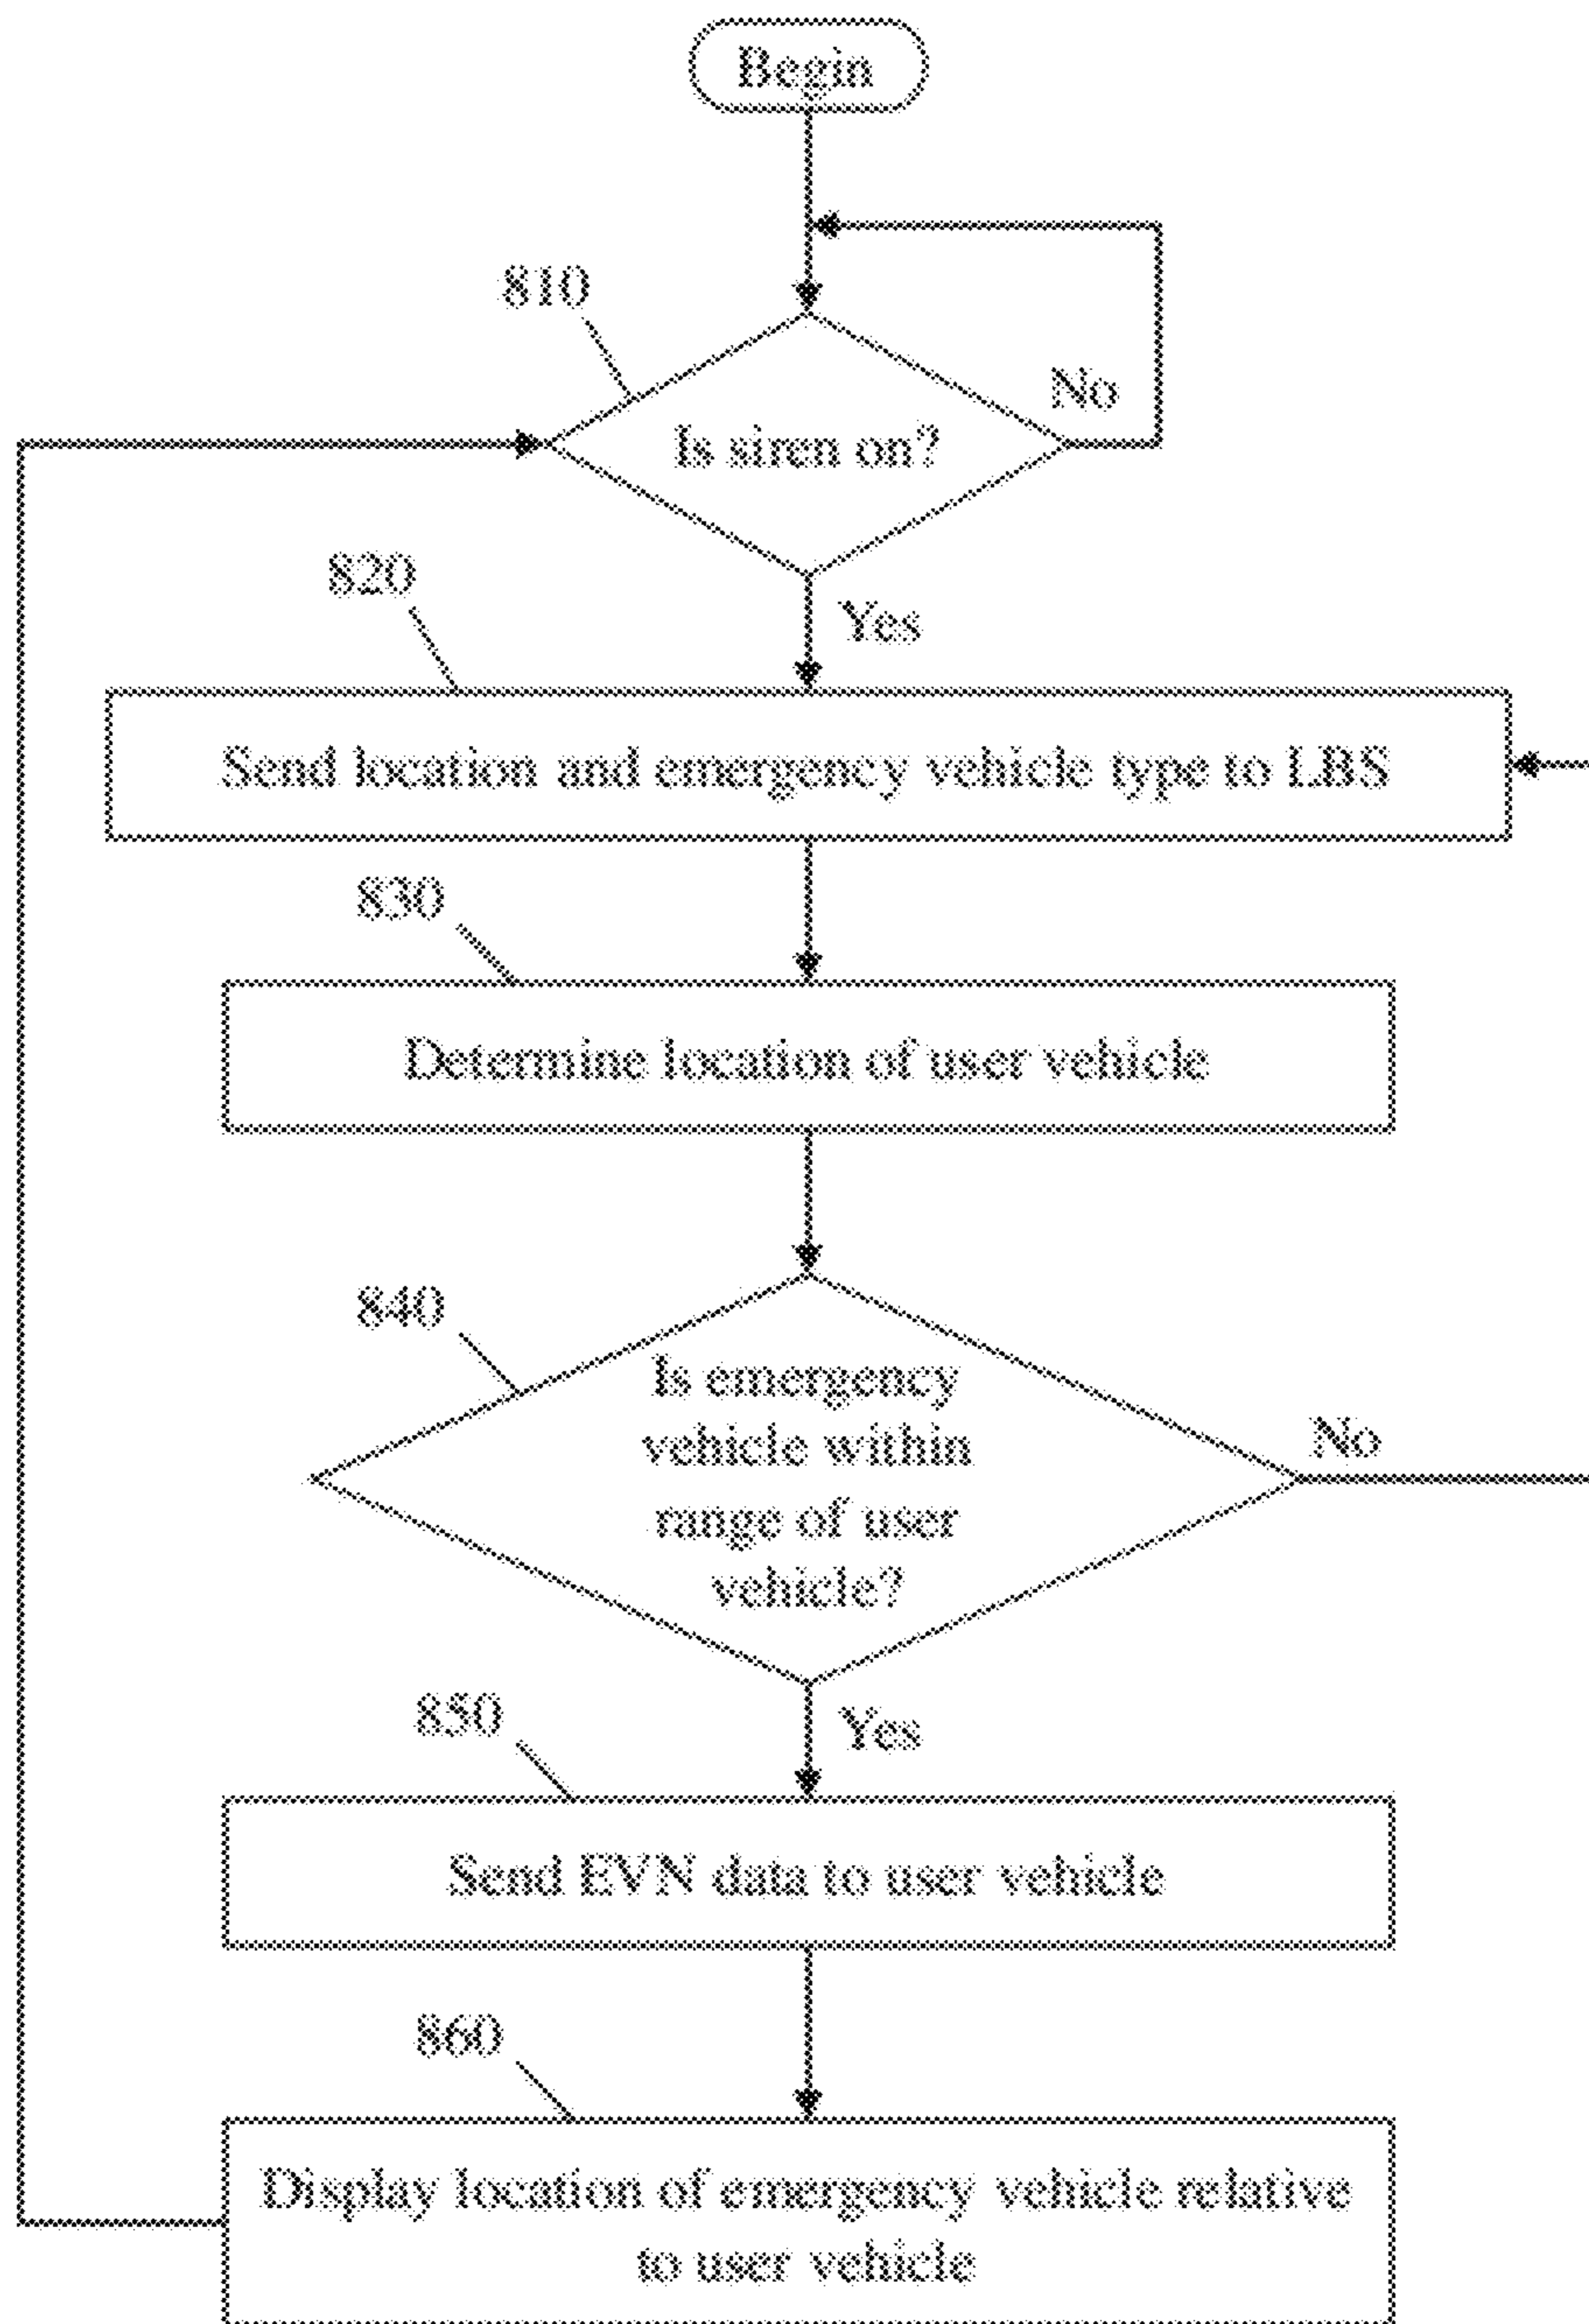 Begin
810
No
Is siren on?
820
Yes
Send location and emergency vehicle type to LBS
830
Determine location of user vehicle
840
Is emergency
vehicle within
range of user
vehicle?
No
850
Yes
Send EVN data to user vehicle
860
Display location of emergency vehicle relative
to user vehicle